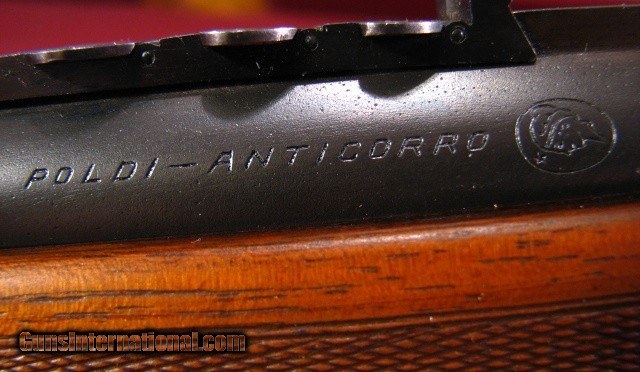 POLDI-ANTICORRO
GunsInternational.com